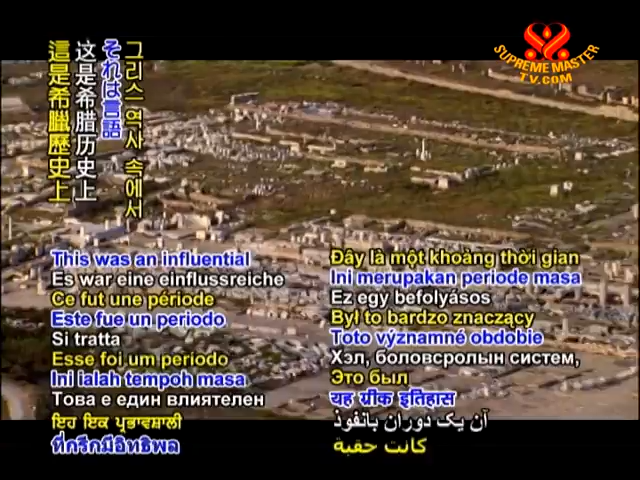 SUPREME MASTER
TV.COM
這是希臘歷史上
这是希腊历史上
それは言語
그리스 역사 속에서
This was an influential
Es war eine einflussreiche
Ce fut une période
Este fue un periodo
Si tratta
Esse foi um período
Ini ialah tempoh masa
Това е един влиятелен
ਇਹ ਇਕ ਪ੍ਰਭਾਵਸ਼ਾਲੀ
ที่กรีกมีอิทธิพล
Đây là một khoảng thời gian
Ini merupakan periode masa
Ez egy befolyásos
Był to bardzo znaczący
Toto významné obdobie
Хэл, боловсролын систем,
Это был
यह ग्रीक इतिहास
آن یک دوران بانفوذ
كانت حقبة